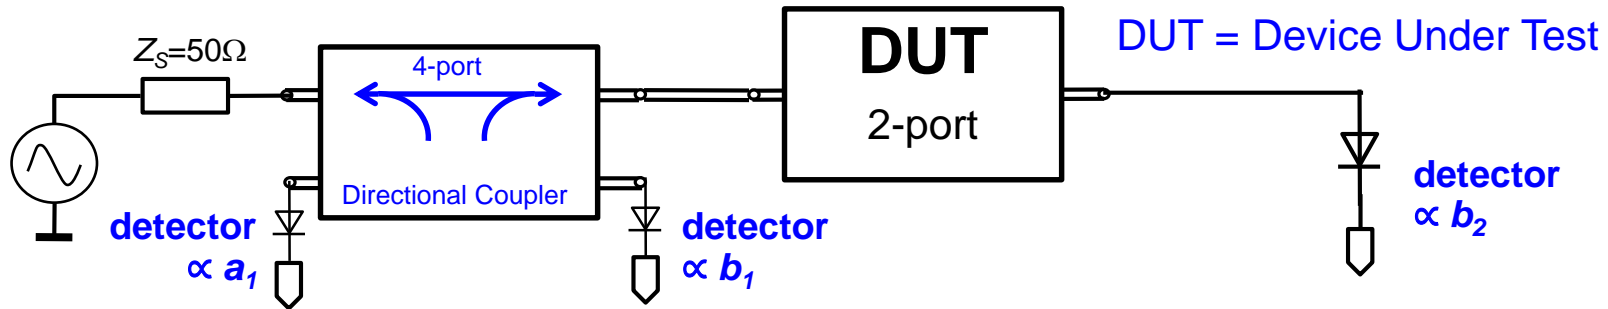 Z_S=50Ω
4-port
Directional Coupler
detector
∝ a_1
detector
∝ b_1
DUT
2-port
DUT = Device Under Test
detector
∝ b_2